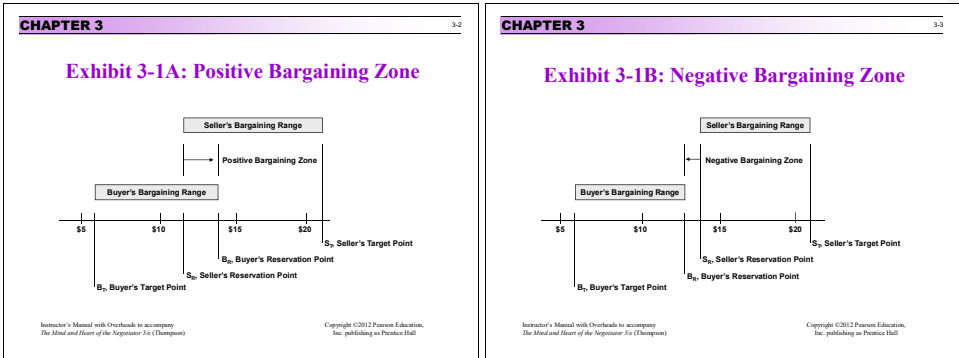 CHAPTER 3
3-2
Exhibit 3-1A: Positive Bargaining Zone
Seller's Bargaining Range
Positive Bargaining Zone
Buyer's Bargaining Range
$5
$10
$15
$20
ST, Seller's Target Point
BR, Buyer's Reservation Point
SR, Seller's Reservation Point
BT, Buyer's Target Point
Instructor's Manual with Overheads to accompany
The Mind and Heart of the Negotiator 5/e (Thompson)
Copyright ©2012 Pearson Education,
Inc. publishing as Prentice Hall
CHAPTER 3
3-3
Exhibit 3-1B: Negative Bargaining Zone
Seller's Bargaining Range
Negative Bargaining Zone
Buyer's Bargaining Range
$5
$10
$15
$20
ST, Seller's Target Point
SR, Seller's Reservation Point
BR, Buyer's Reservation Point
BT, Buyer's Target Point
Instructor's Manual with Overheads to accompany
The Mind and Heart of the Negotiator 5/e (Thompson)
Copyright ©2012 Pearson Education,
Inc. publishing as Prentice Hall